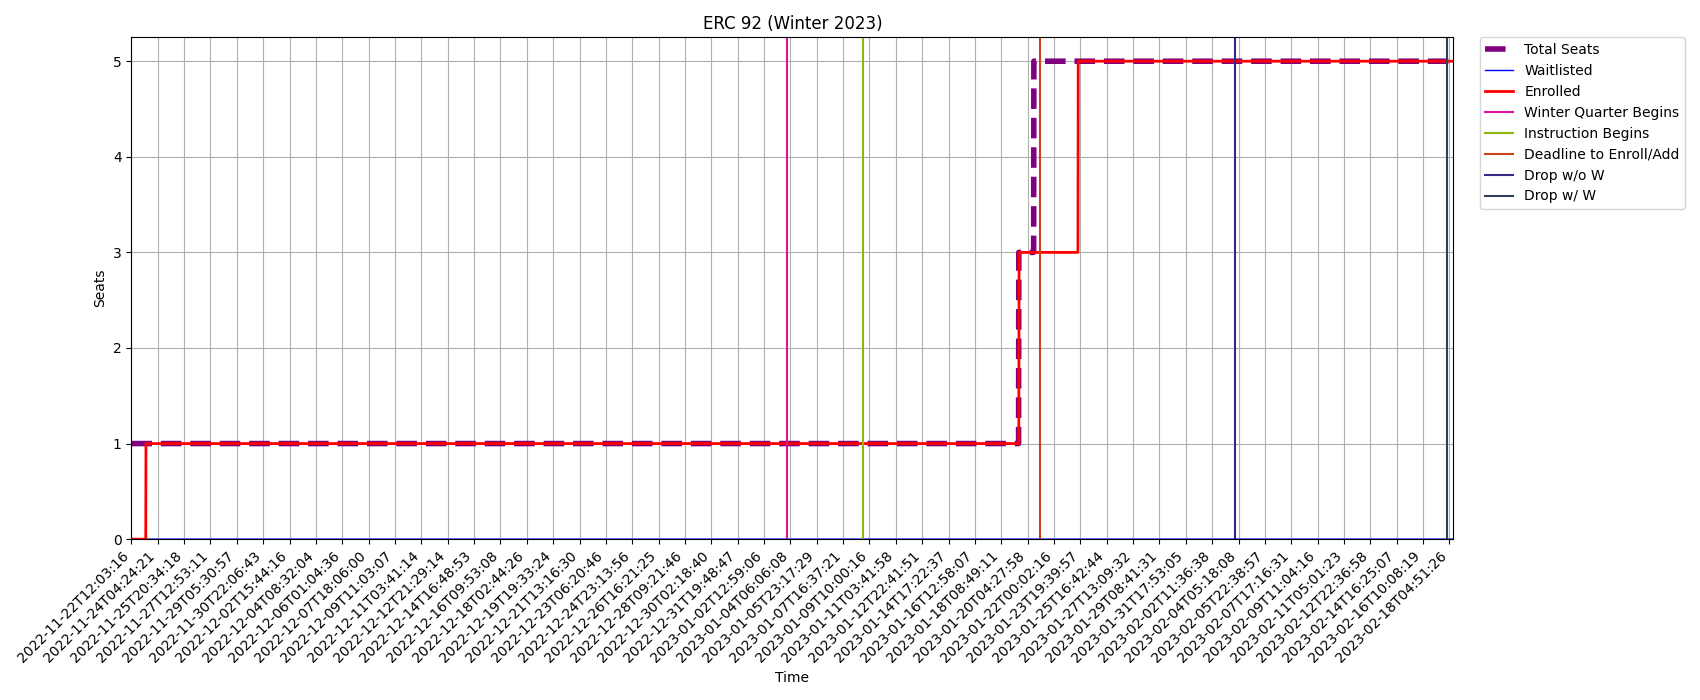 ERC 92 (Winter 2023)
Total Seats
Waitlisted
Enrolled
Winter Quarter Begins
Instruction Begins
Deadline to Enroll/Add
Drop w/o W
Drop w/ W
Seats
5
4
3
2
1
0
2022-11-22T12:03:16
2022-11-24T04:24:21
2022-11-25T20:34:18
2022-11-27T12:53:11
2022-11-29T05:30:57
2022-11-30T22:06:43
2022-12-02T15:44:16
2022-12-04T08:32:04
2022-12-06T01:04:36
2022-12-07T18:06:00
2022-12-09T11:03:07
2022-12-11T03:41:14
2022-12-12T21:29:14
2022-12-14T16:48:53
2022-12-16T09:53:08
2022-12-18T02:44:26
2022-12-19T19:33:24
2022-12-21T13:16:30
2022-12-23T06:20:46
2022-12-24T23:13:56
2022-12-26T16:21:25
2022-12-28T09:21:46
2022-12-30T02:18:40
2022-12-31T19:48:47
2023-01-02T12:59:06
2023-01-04T06:06:08
2023-01-05T23:17:29
2023-01-07T16:37:21
2023-01-09T10:00:16
2023-01-11T03:41:58
2023-01-12T22:41:51
2023-01-14T17:22:37
2023-01-16T12:58:07
2023-01-18T08:49:11
2023-01-20T04:27:58
2023-01-22T00:02:16
2023-01-23T19:39:57
2023-01-25T16:42:44
2023-01-27T13:09:32
2023-01-29T08:41:31
2023-01-31T17:53:05
2023-02-02T11:36:38
2023-02-04T05:18:08
2023-02-05T22:38:57
2023-02-07T17:16:31
2023-02-09T11:04:16
2023-02-11T05:01:23
2023-02-12T22:36:58
2023-02-14T16:25:07
2023-02-16T10:08:19
2023-02-18T04:51:26
Time